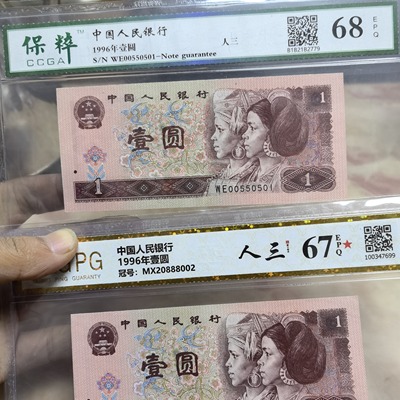 保粹
CCGA
中国人民银行
1996年壹圆
S/N WE00550501-Note guarantee
人三
68
EPQ
8182182779
中国人民银行
1
壹圆
1
WE00550501
PG
GUARANTY
中国人民银行
1996年壹圆
冠号: MX20888002
人三
67
EPQ
★
100347699
中国人民银行
1
壹圆